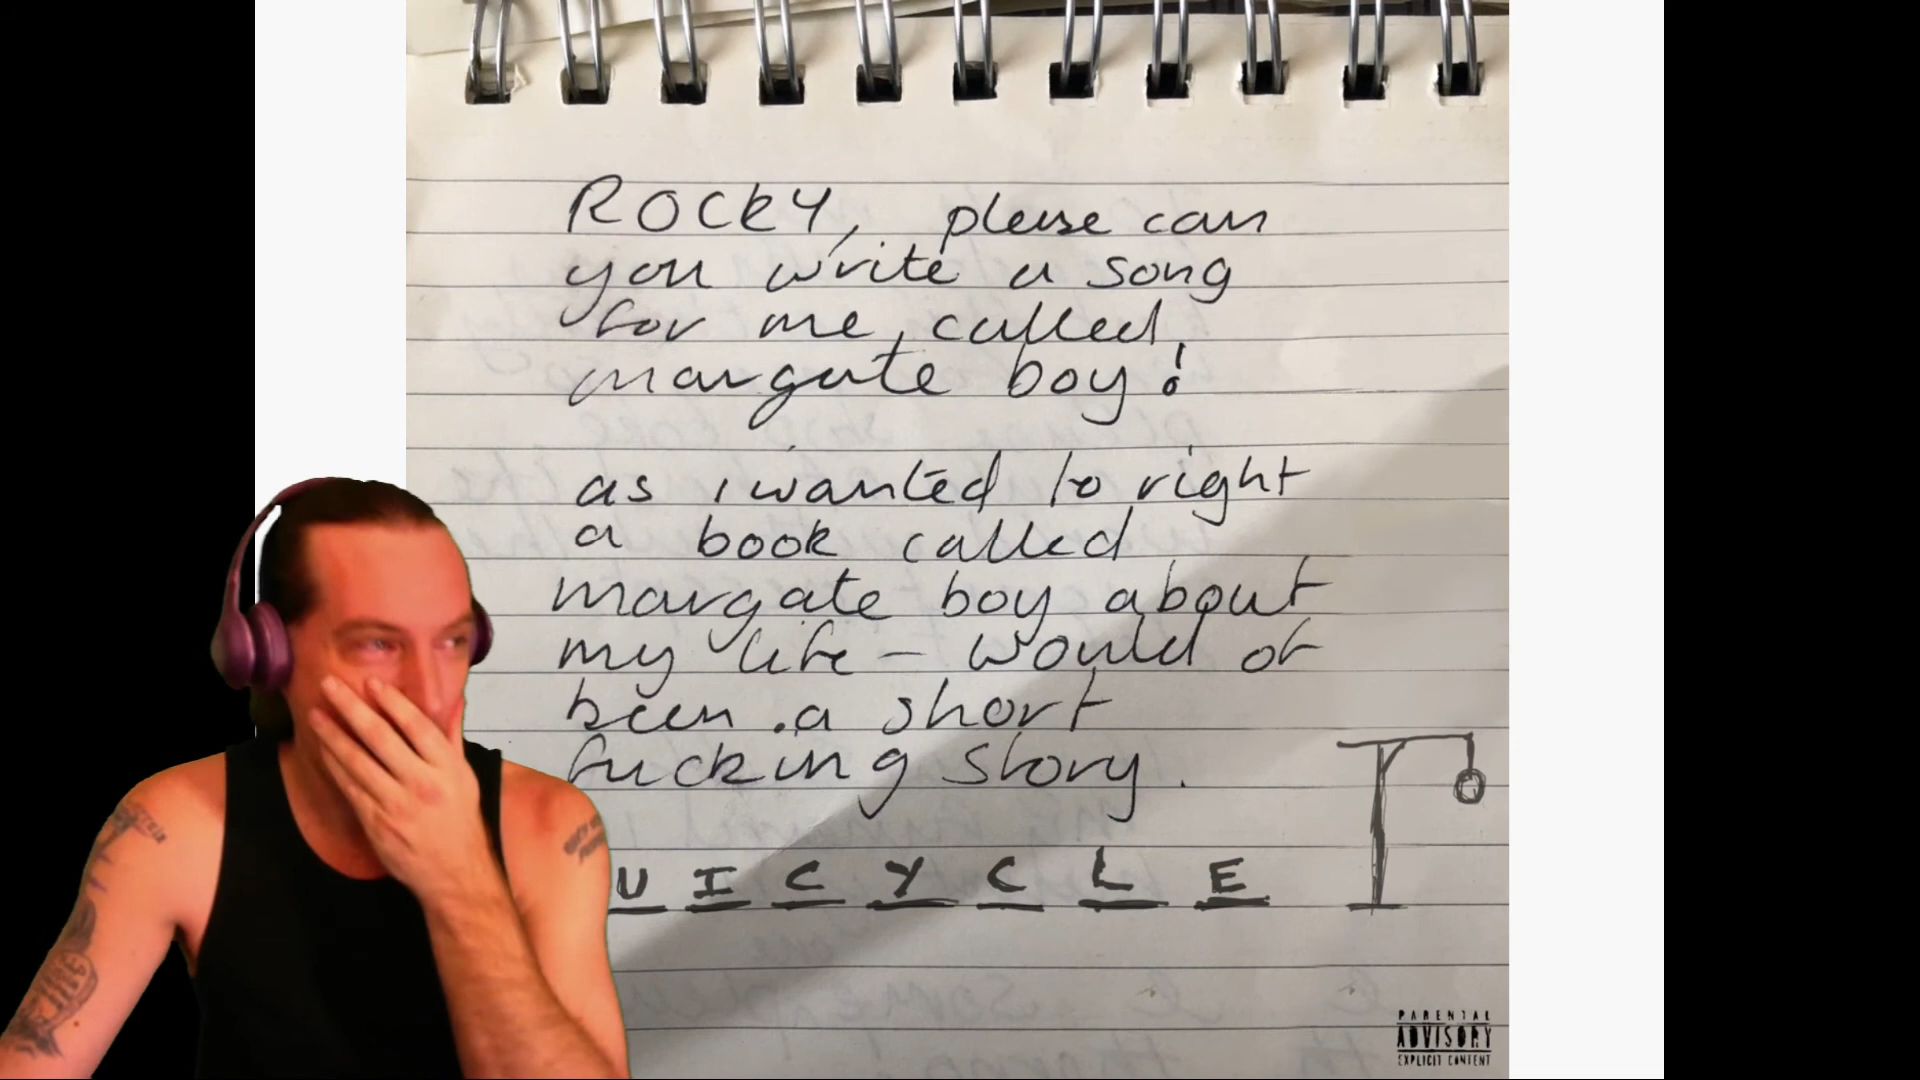 ROCKY, please can
you write a song
for me, called,
margate boy!
as i wanted to right
a book called
margate boy about
my life - would of
been a short
fucking story.
U I C Y C L E
PARENTAL
ADVISORY
EXPLICIT CONTENT